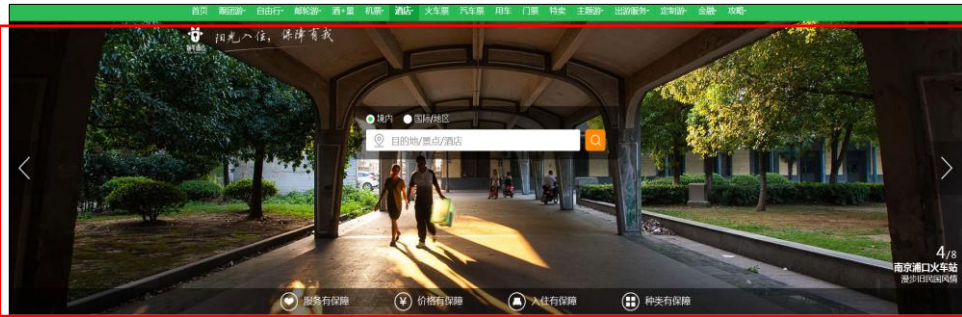 首页 跟团游 自由行 邮轮游 酒+景 机票 酒店 火车票 汽车票 用车 门票 特卖 主题游 出游服务 定制游 金融 攻略
阳光入住，保障有我
境内 国际/地区
目的地/景点/酒店
4/8
南京浦口火车站
漫步旧民国风情
服务有保障 价格有保障 入住有保障 种类有保障